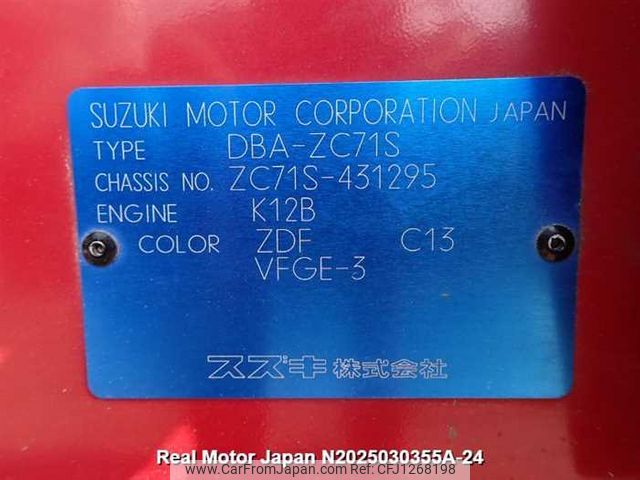 SUZUKI MOTOR CORPORATION JAPAN
TYPE DBA-ZC71S
CHASSIS NO. ZC71S-431295
ENGINE K12B
COLOR ZDF C13
VFGE-3
スズキ株式会社
Real Motor Japan N2025030355A-24
www.CarFromJapan.com - CFJ1268198